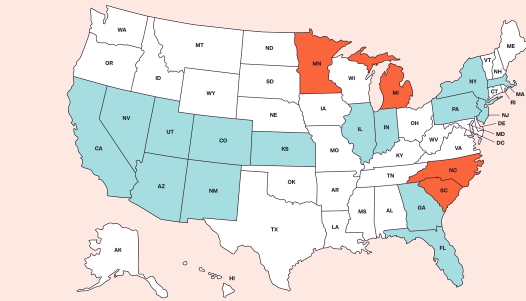 WA
MT
ND
MN
OR
ID
WY
SD
WI
MI
NY
VT
NH
ME
MA
RI
CT
NV
UT
CO
NE
IA
IL
IN
OH
PA
NJ
DE
MD
DC
CA
KS
MO
KY
WV
VA
AZ
NM
OK
AR
TN
NC
SC
TX
LA
MS
AL
GA
FL
AK
HI